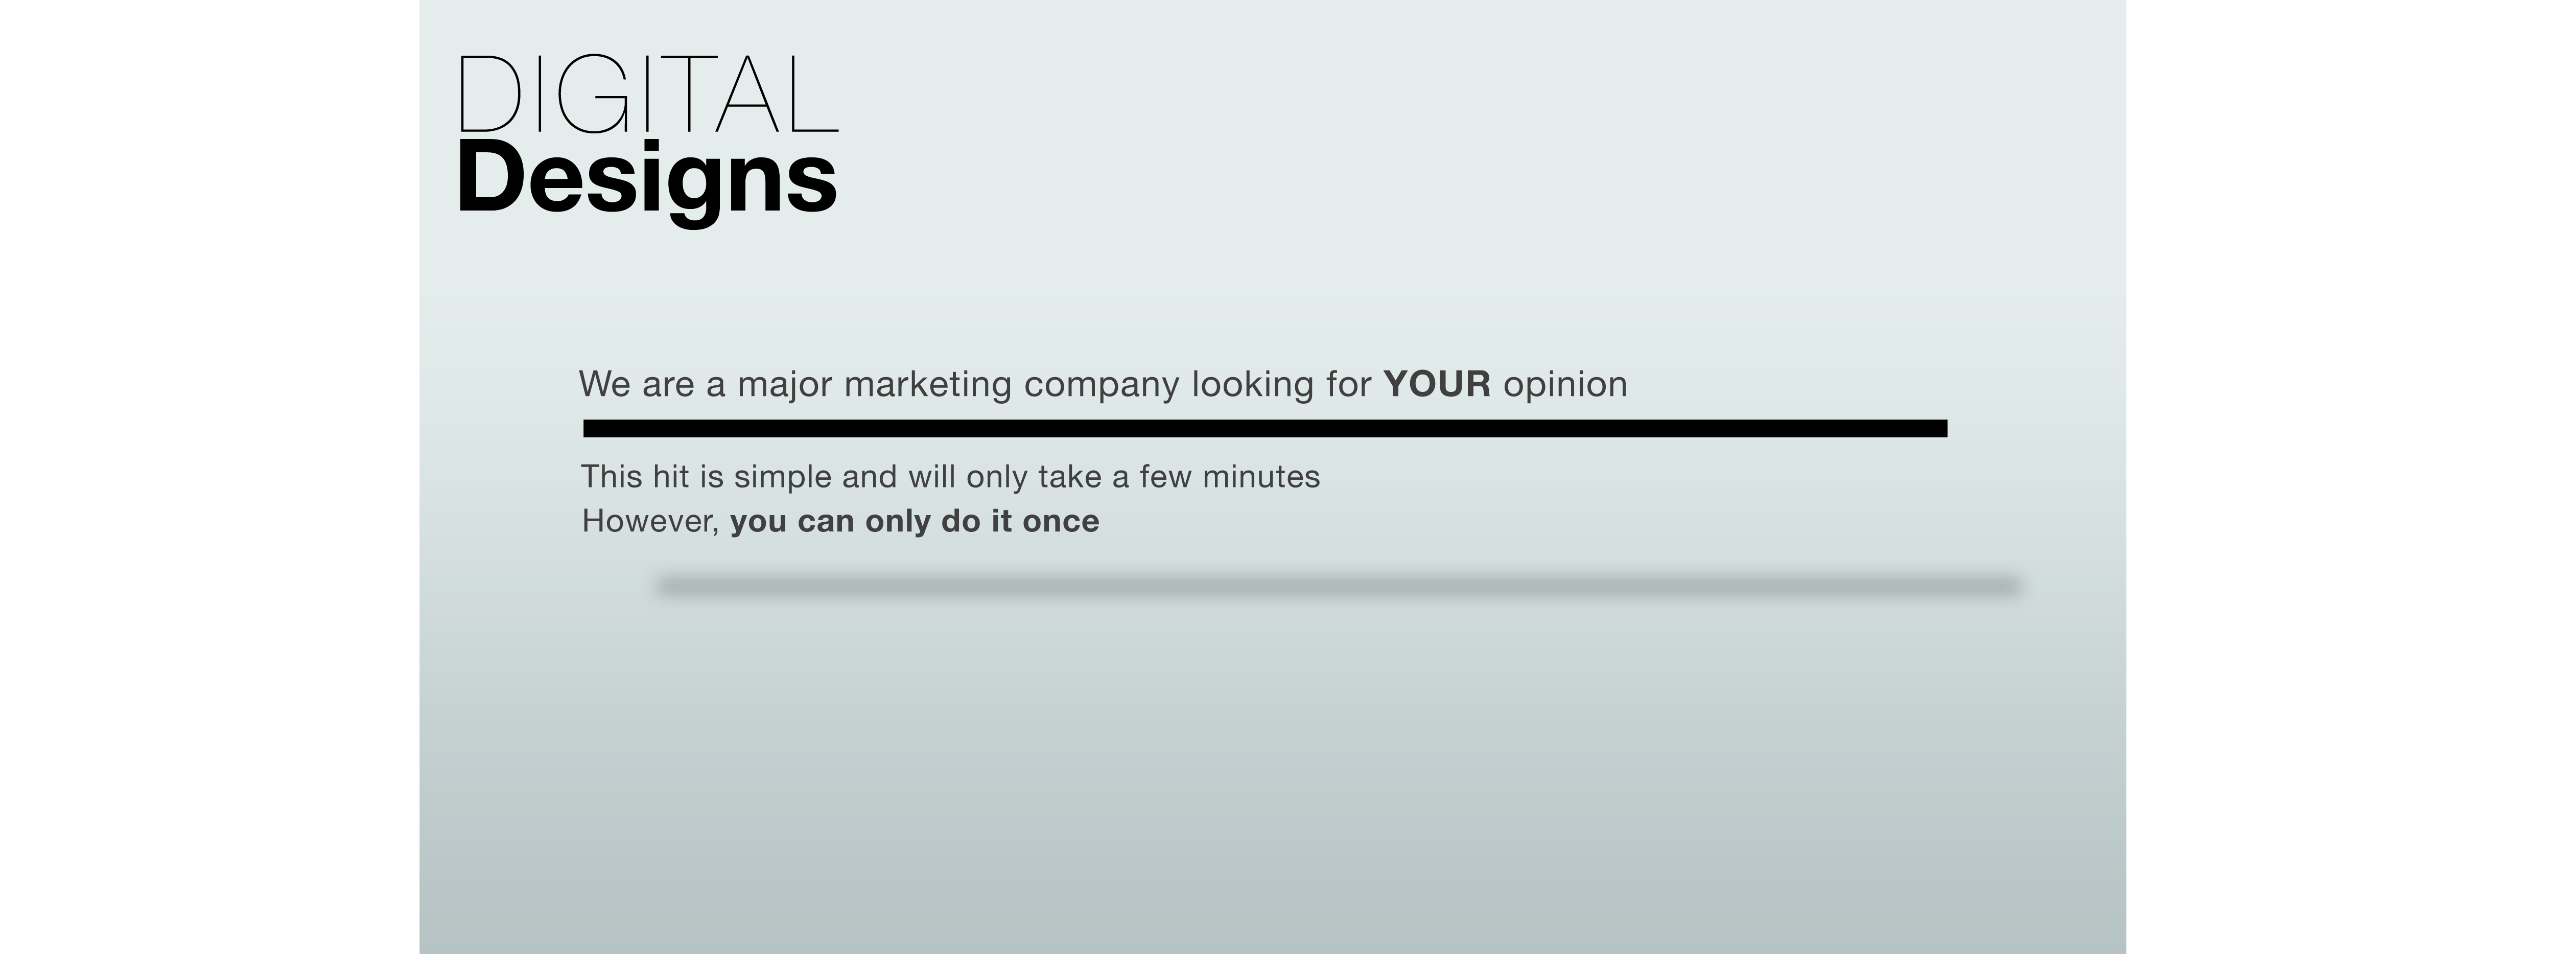 DIGITAL
Designs
We are a major marketing company looking for YOUR opinion
This hit is simple and will only take a few minutes
However, you can only do it once